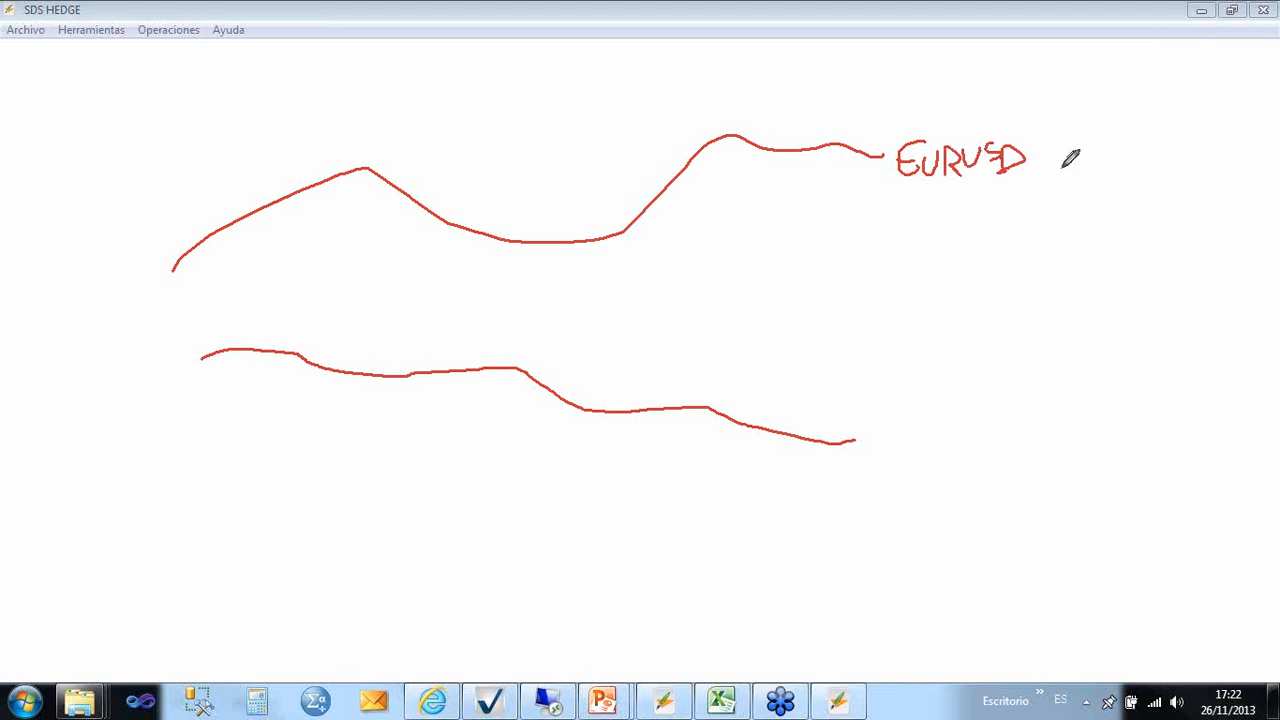 SDS HEDGE
Archivo Herramientas Operaciones Ayuda
EURUSD
Escritorio » ES 17:22
26/11/2013